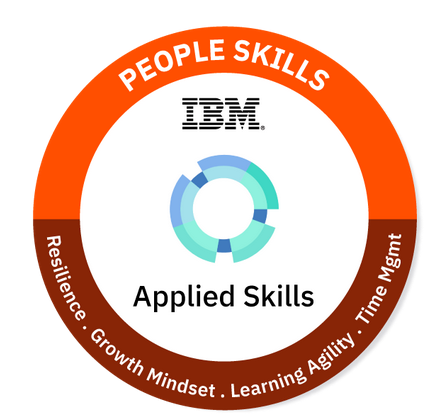 PEOPLE SKILLS
IBM®
Applied Skills
Resilience . Growth Mindset . Learning Agility . Time Mgmt